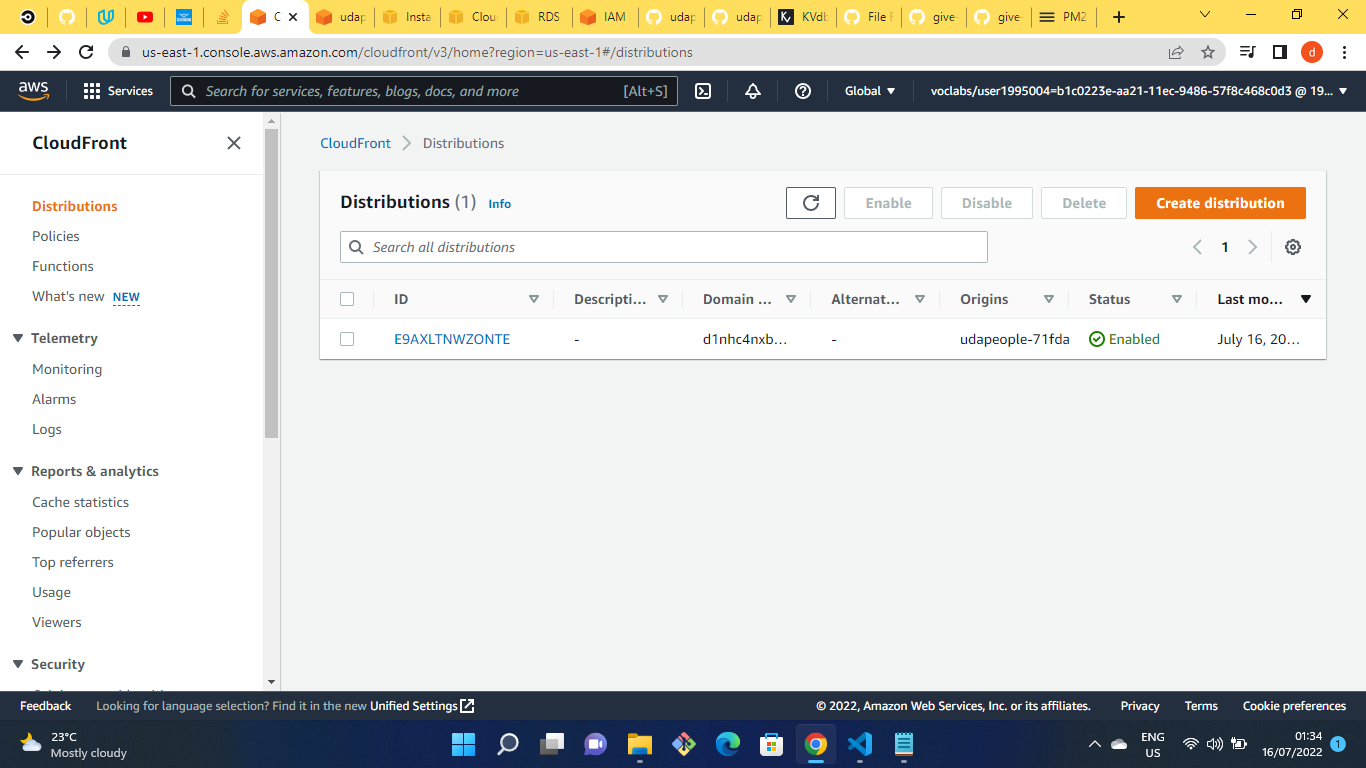 C
udap
Insta
Clou
RDS
IAM
udap
udap
KVdb
File F
give-
give-
PM2
us-east-1.console.aws.amazon.com/cloudfront/v3/home?region=us-east-1#/distributions
d
aws
Services
Search for services, features, blogs, docs, and more
[Alt+S]
Global
voclabs/user1995004=b1c0223e-aa21-11ec-9486-57f8c468c0d3 @ 19...
CloudFront
Distributions
Policies
Functions
What's new NEW
Telemetry
Monitoring
Alarms
Logs
Reports & analytics
Cache statistics
Popular objects
Top referrers
Usage
Viewers
Security
CloudFront
Distributions
Distributions (1) Info
Enable
Disable
Delete
Create distribution
Search all distributions
1
ID
Descripti...
Domain ...
Alternat...
Origins
Status
Last mo...
E9AXLTNWZONTE
-
d1nhc4nxb...
-
udapeople-71fda
Enabled
July 16, 20...
Feedback
Looking for language selection? Find it in the new Unified Settings
© 2022, Amazon Web Services, Inc. or its affiliates.
Privacy
Terms
Cookie preferences
23°C
Mostly cloudy
ENG
US
01:34
16/07/2022
1